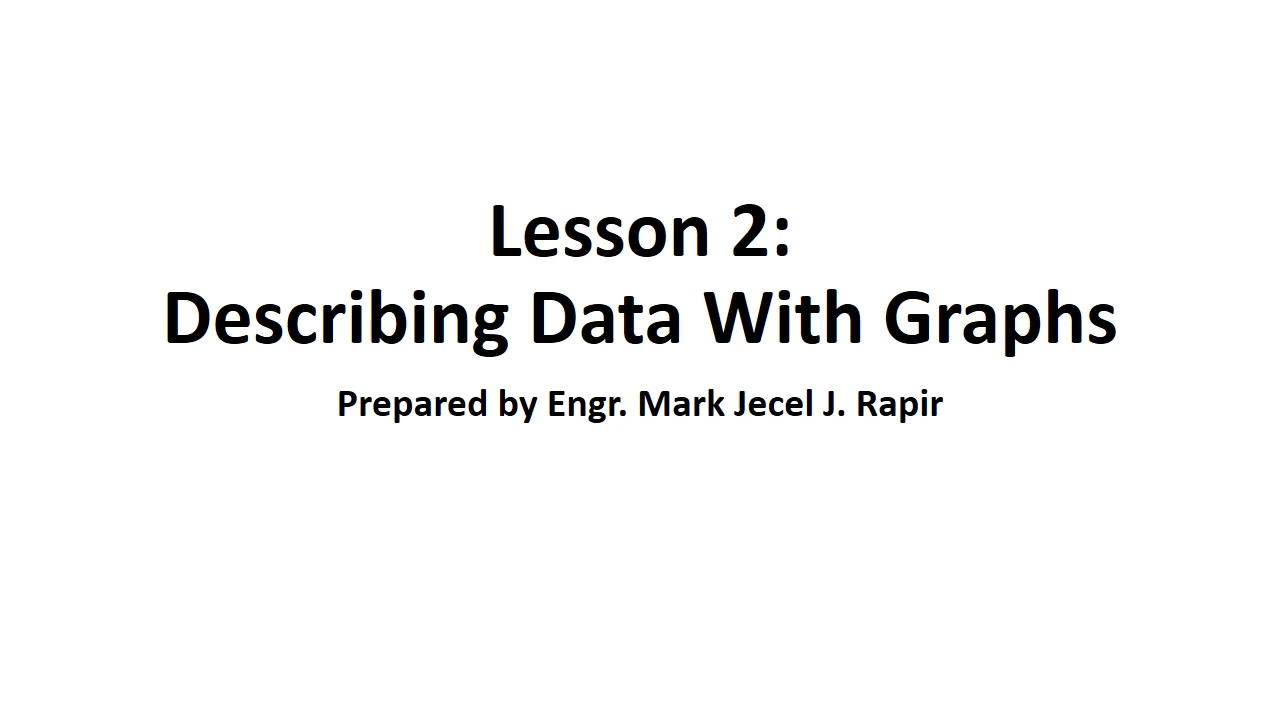 Lesson 2:
Describing Data With Graphs
Prepared by Engr. Mark Jecel J. Rapir